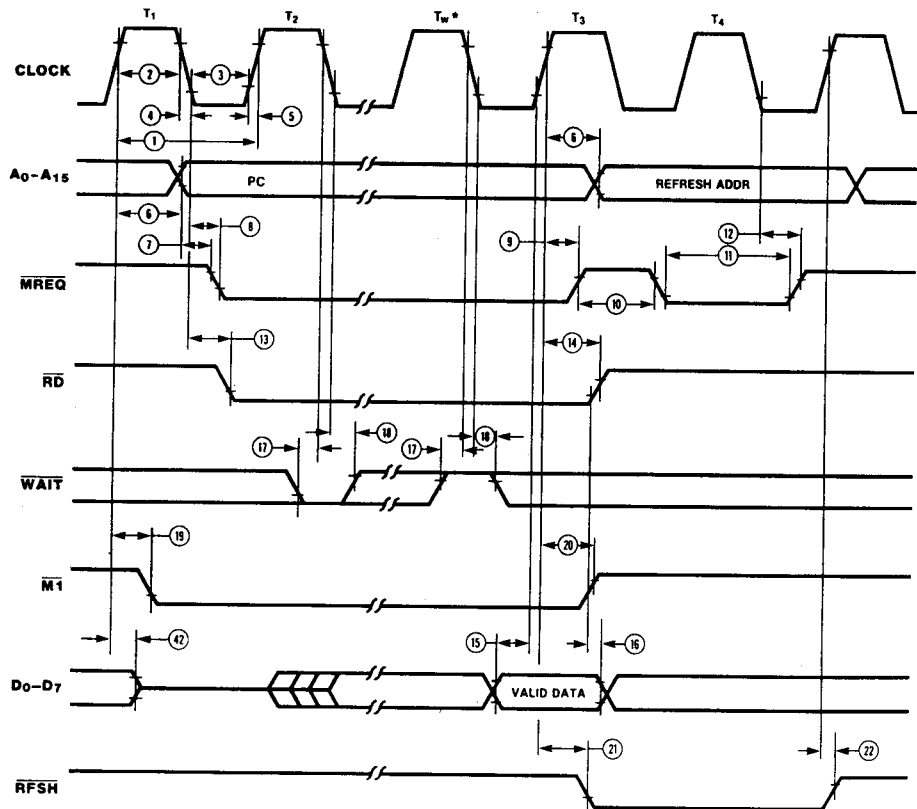 T1 T2 Tw* T3 T4
CLOCK
2 3
4 5
1 6
A0-A15 PC REFRESH ADDR
6 8
7 9 12
11
MREQ
10
13 14
RD
17 18 17 18
WAIT
19 20
M1
42 15 16
D0-D7 VALID DATA
21 22
RFSH